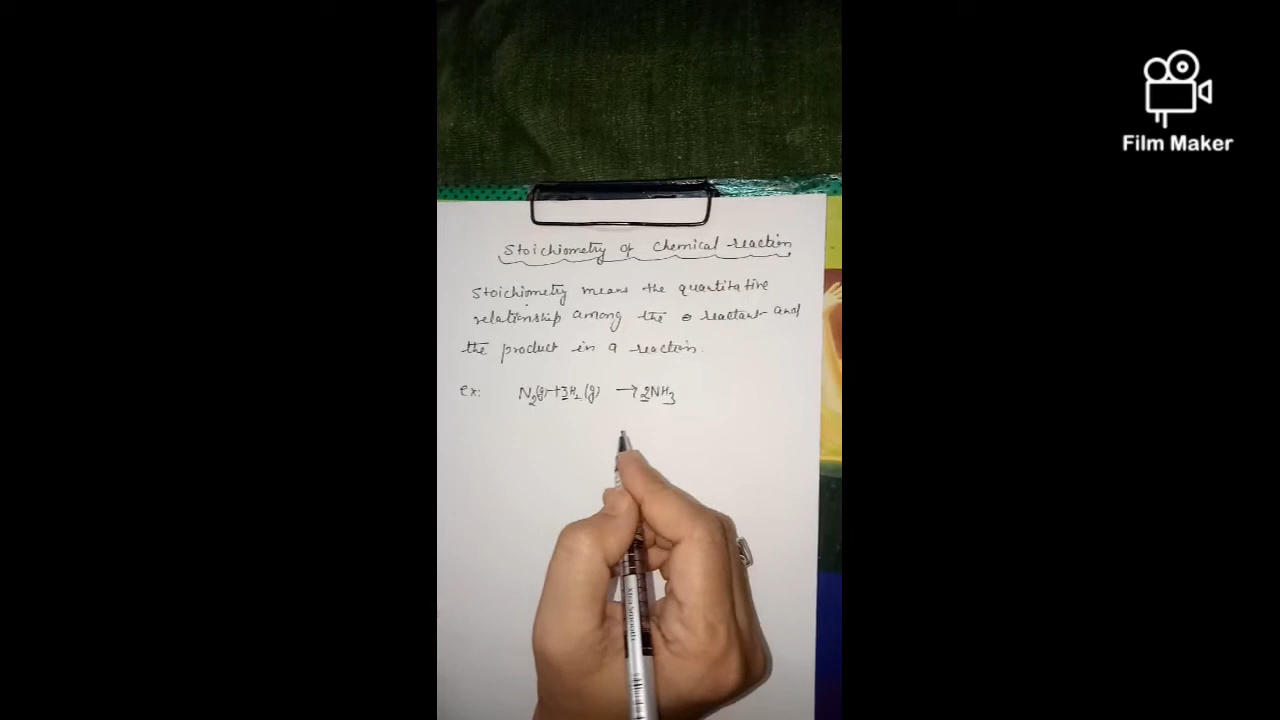 Film Maker
Stoichiometry of Chemical reaction
Stoichiometry means the quantitative
relationship among the reactant and
the product in a reaction.
ex: N₂(g)+3H₂(g) → 2NH₃